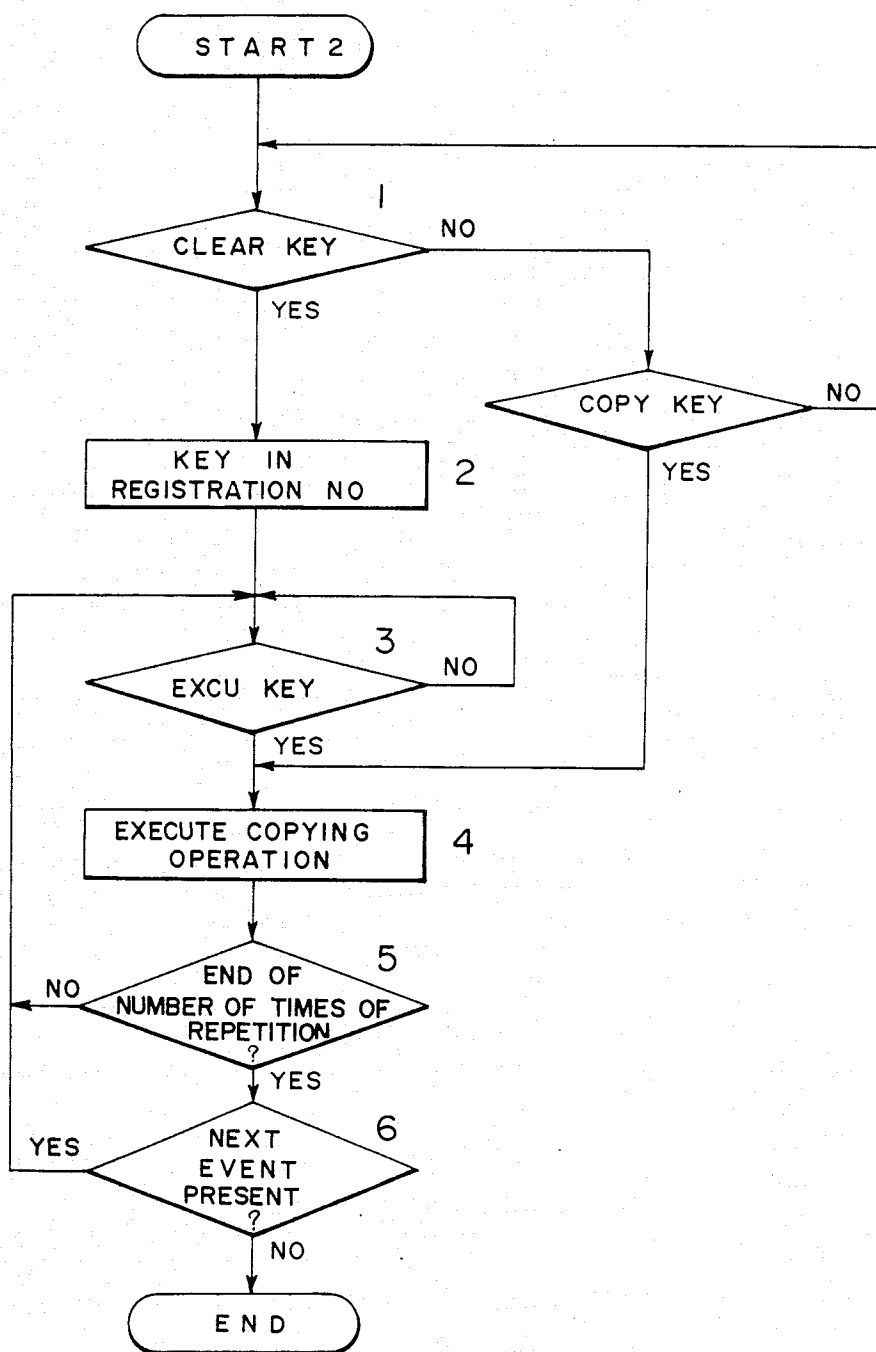 START 2
1
CLEAR KEY
NO
YES
COPY KEY
NO
YES
KEY IN
REGISTRATION NO
2
3
EXCU KEY
NO
YES
EXECUTE COPYING
OPERATION
4
5
END OF
NUMBER OF TIMES OF
REPETITION
?
NO
YES
6
NEXT
EVENT
PRESENT
?
YES
NO
END